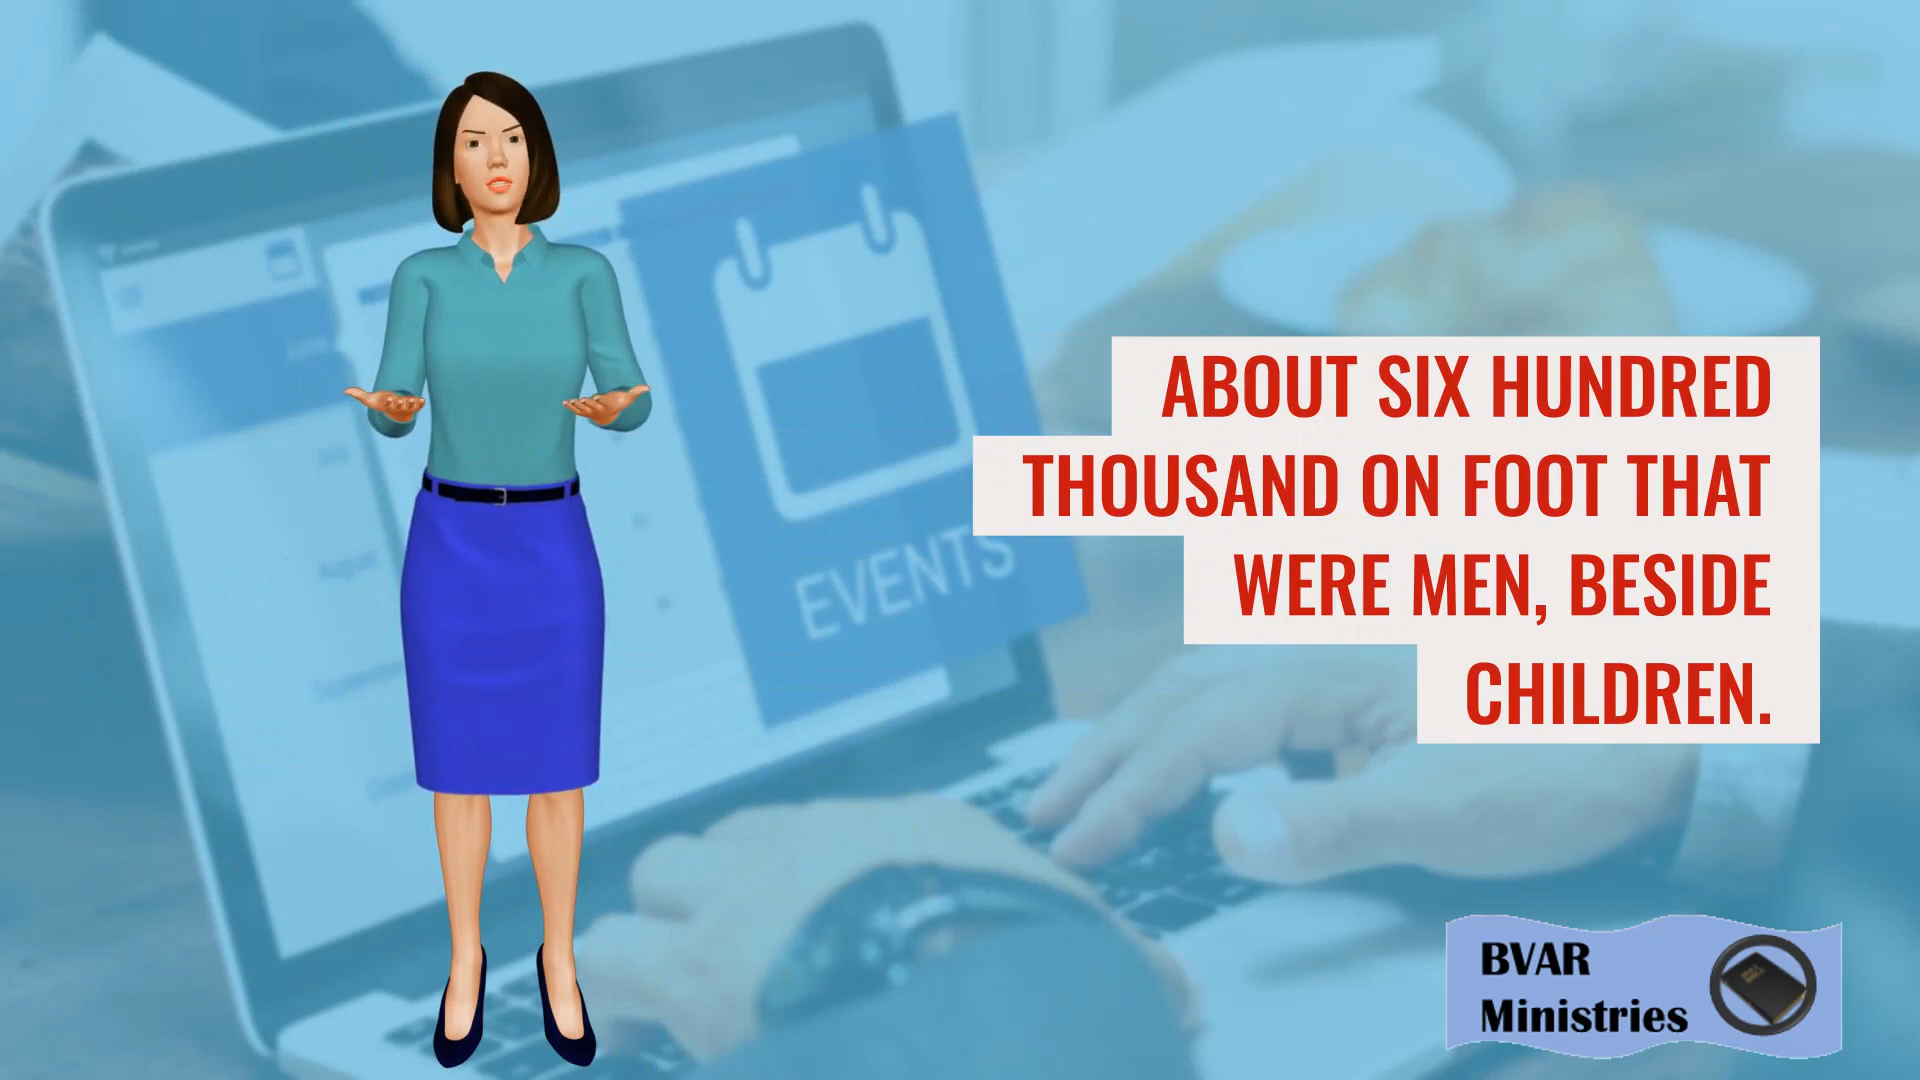 ABOUT SIX HUNDRED
THOUSAND ON FOOT THAT
WERE MEN, BESIDE
CHILDREN.
EVENTS
BVAR
Ministries